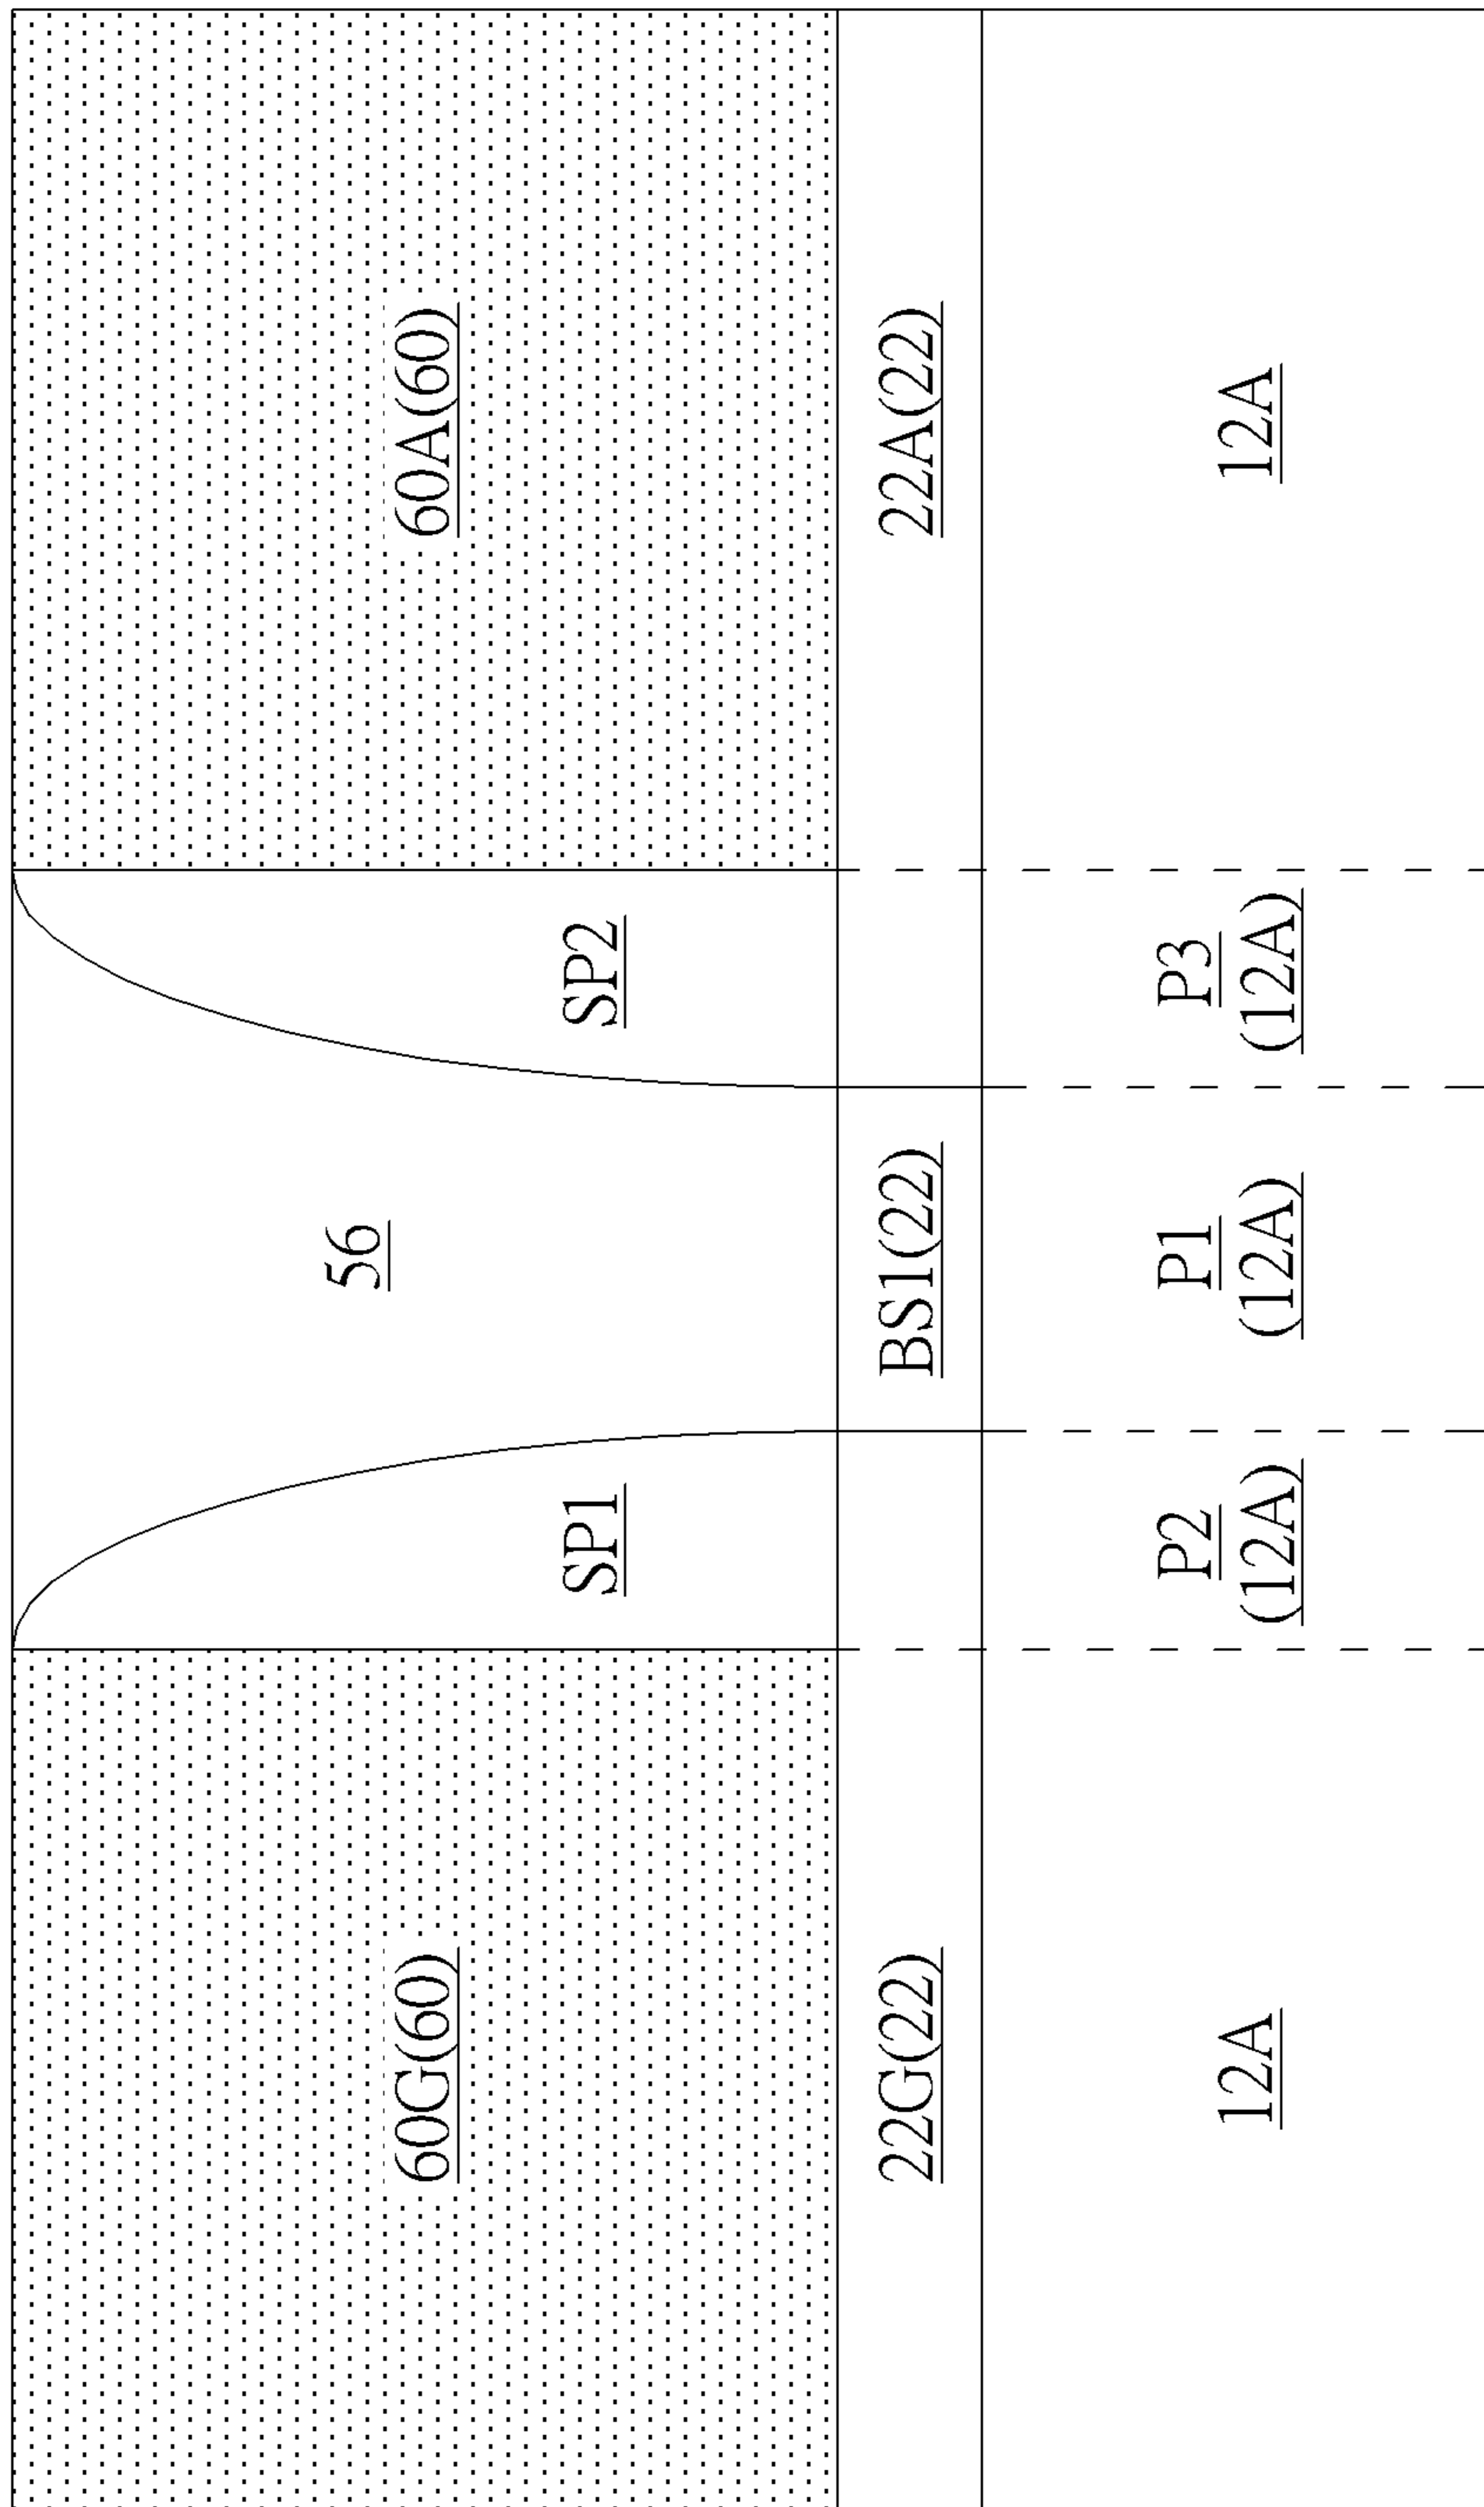 60G(60)
56
60A(60)
SP1
SP2
22G(22)
BS1(22)
22A(22)
12A
P2
(12A)
P1
(12A)
P3
(12A)
12A